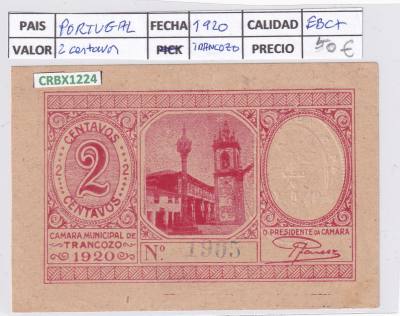 PAIS PORTUGAL FECHA 1920 CALIDAD EBC+
VALOR 2 centavos PICK TRANCOZO PRECIO 50 €
CRBX1224
CENTAVOS
2
CENTAVOS
CAMARA MUNICIPAL DE
TRANCOZO
1920
Nº 1995
O PRESIDENTE DA CAMARA